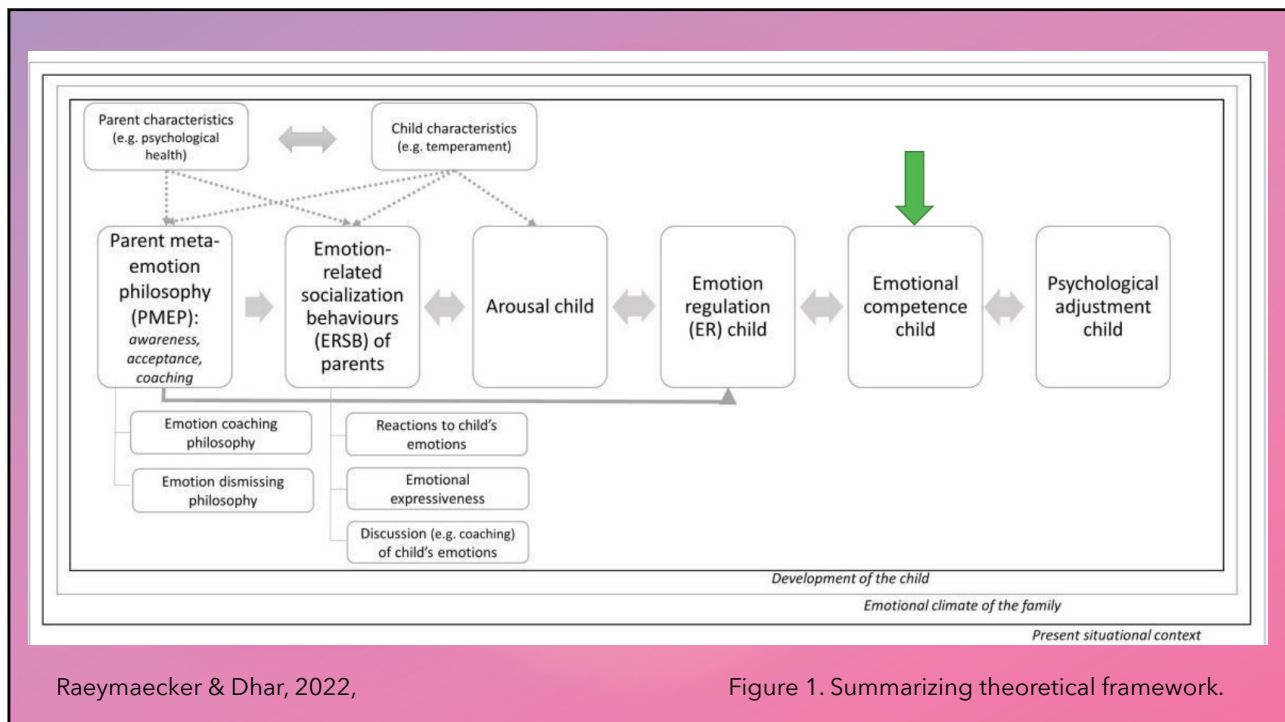 Parent characteristics
(e.g. psychological
health)
Child characteristics
(e.g. temperament)
Parent meta-
emotion
philosophy
(PMEP):
awareness,
acceptance,
coaching
Emotion-
related
socialization
behaviours
(ERSB) of
parents
Arousal child
Emotion
regulation
(ER) child
Emotional
competence
child
Psychological
adjustment
child
Emotion coaching
philosophy
Emotion dismissing
philosophy
Reactions to child's
emotions
Emotional
expressiveness
Discussion (e.g. coaching)
of child's emotions
Development of the child
Emotional climate of the family
Present situational context
Raeymaecker & Dhar, 2022,
Figure 1. Summarizing theoretical framework.